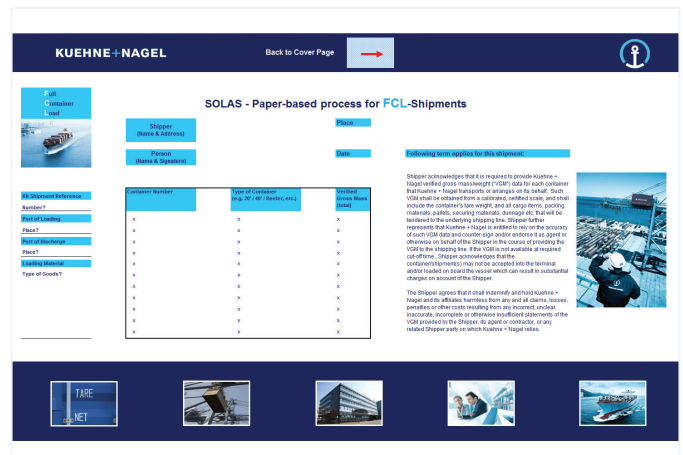 KUEHNE+NAGEL
Back to Cover Page
Full
Container
Load
SOLAS - Paper-based process for FCL-Shipments
Shipper
(Name & Address)
Place
Person
(Name & Signature)
Date
Following term applies for this shipment:
KN Shipment Reference
Number?
Port of Loading
Place?
Port of Discharge
Place?
Loading Material
Type of Goods?
Container Number
Type of Container
(e.g. 20' / 40' / Reefer, etc.)
Verified
Gross Mass
(total)
x x x
x x x
x x x
x x x
x x x
x x x
x x x
x x x
x x x
x x x
x x x
Shipper acknowledges that it is required to provide Kuehne +
Nagel verified gross mass/weight ("VGM") data for each container
that Kuehne + Nagel transports or arranges on its behalf. Such
VGM shall be obtained from a calibrated, certified scale, and shall
include the container's tare weight, and all cargo items, packing
materials, pallets, securing materials, dunnage etc. that will be
tendered to the underlying shipping line. Shipper further
represents that Kuehne + Nagel is entitled to rely on the accuracy
of such VGM data and counter-sign and/or endorse it as agent or
otherwise on behalf of the Shipper in the course of providing the
VGM to the shipping line. If the VGM is not available at required
cut-off time , Shipper acknowledges that the
container/shipment(s) may not be accepted into the terminal
and/or loaded on board the vessel which can result in substantial
charges on account of the Shipper.
The Shipper agrees that it shall indemnify and hold Kuehne +
Nagel and its affiliates harmless from any and all claims, losses,
penalties or other costs resulting from any incorrect, unclear,
inaccurate, incomplete or otherwise insufficient statements of the
VGM provided by the Shipper, its agent or contractor, or any
related Shipper party on which Kuehne + Nagel relies.
TARE
NET